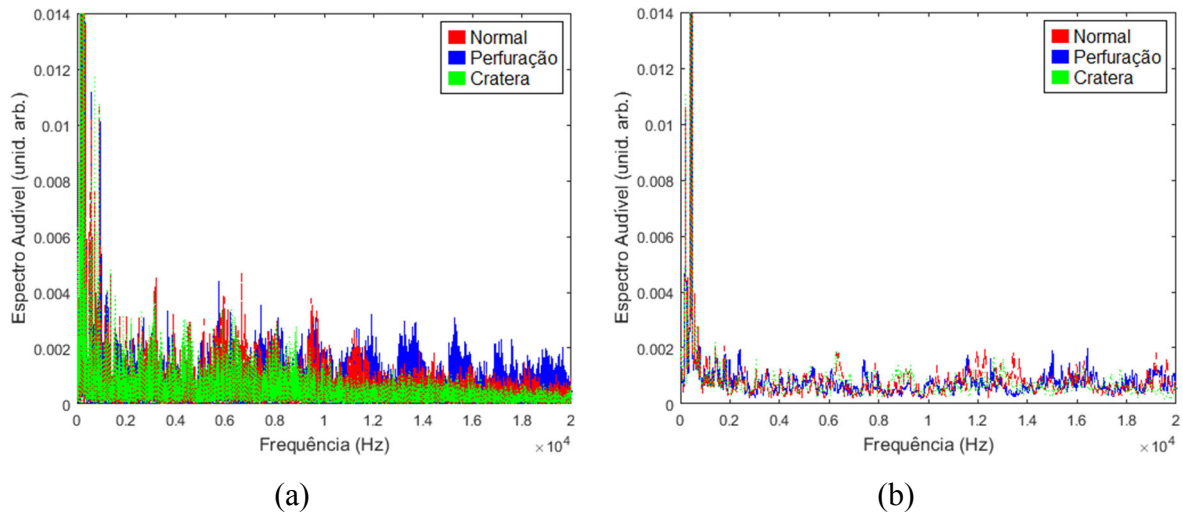 0.014
0.012
0.01
0.008
0.006
0.004
0.002
0
Espectro Audível (unid. arb.)
Normal
Perfuração
Cratera
0 0.2 0.4 0.6 0.8 1 1.2 1.4 1.6 1.8 2
Frequência (Hz)
×10⁴
(a)
0.014
0.012
0.01
0.008
0.006
0.004
0.002
0
Espectro Audível (unid. arb.)
Normal
Perfuração
Cratera
0 0.2 0.4 0.6 0.8 1 1.2 1.4 1.6 1.8 2
Frequência (Hz)
×10⁴
(b)